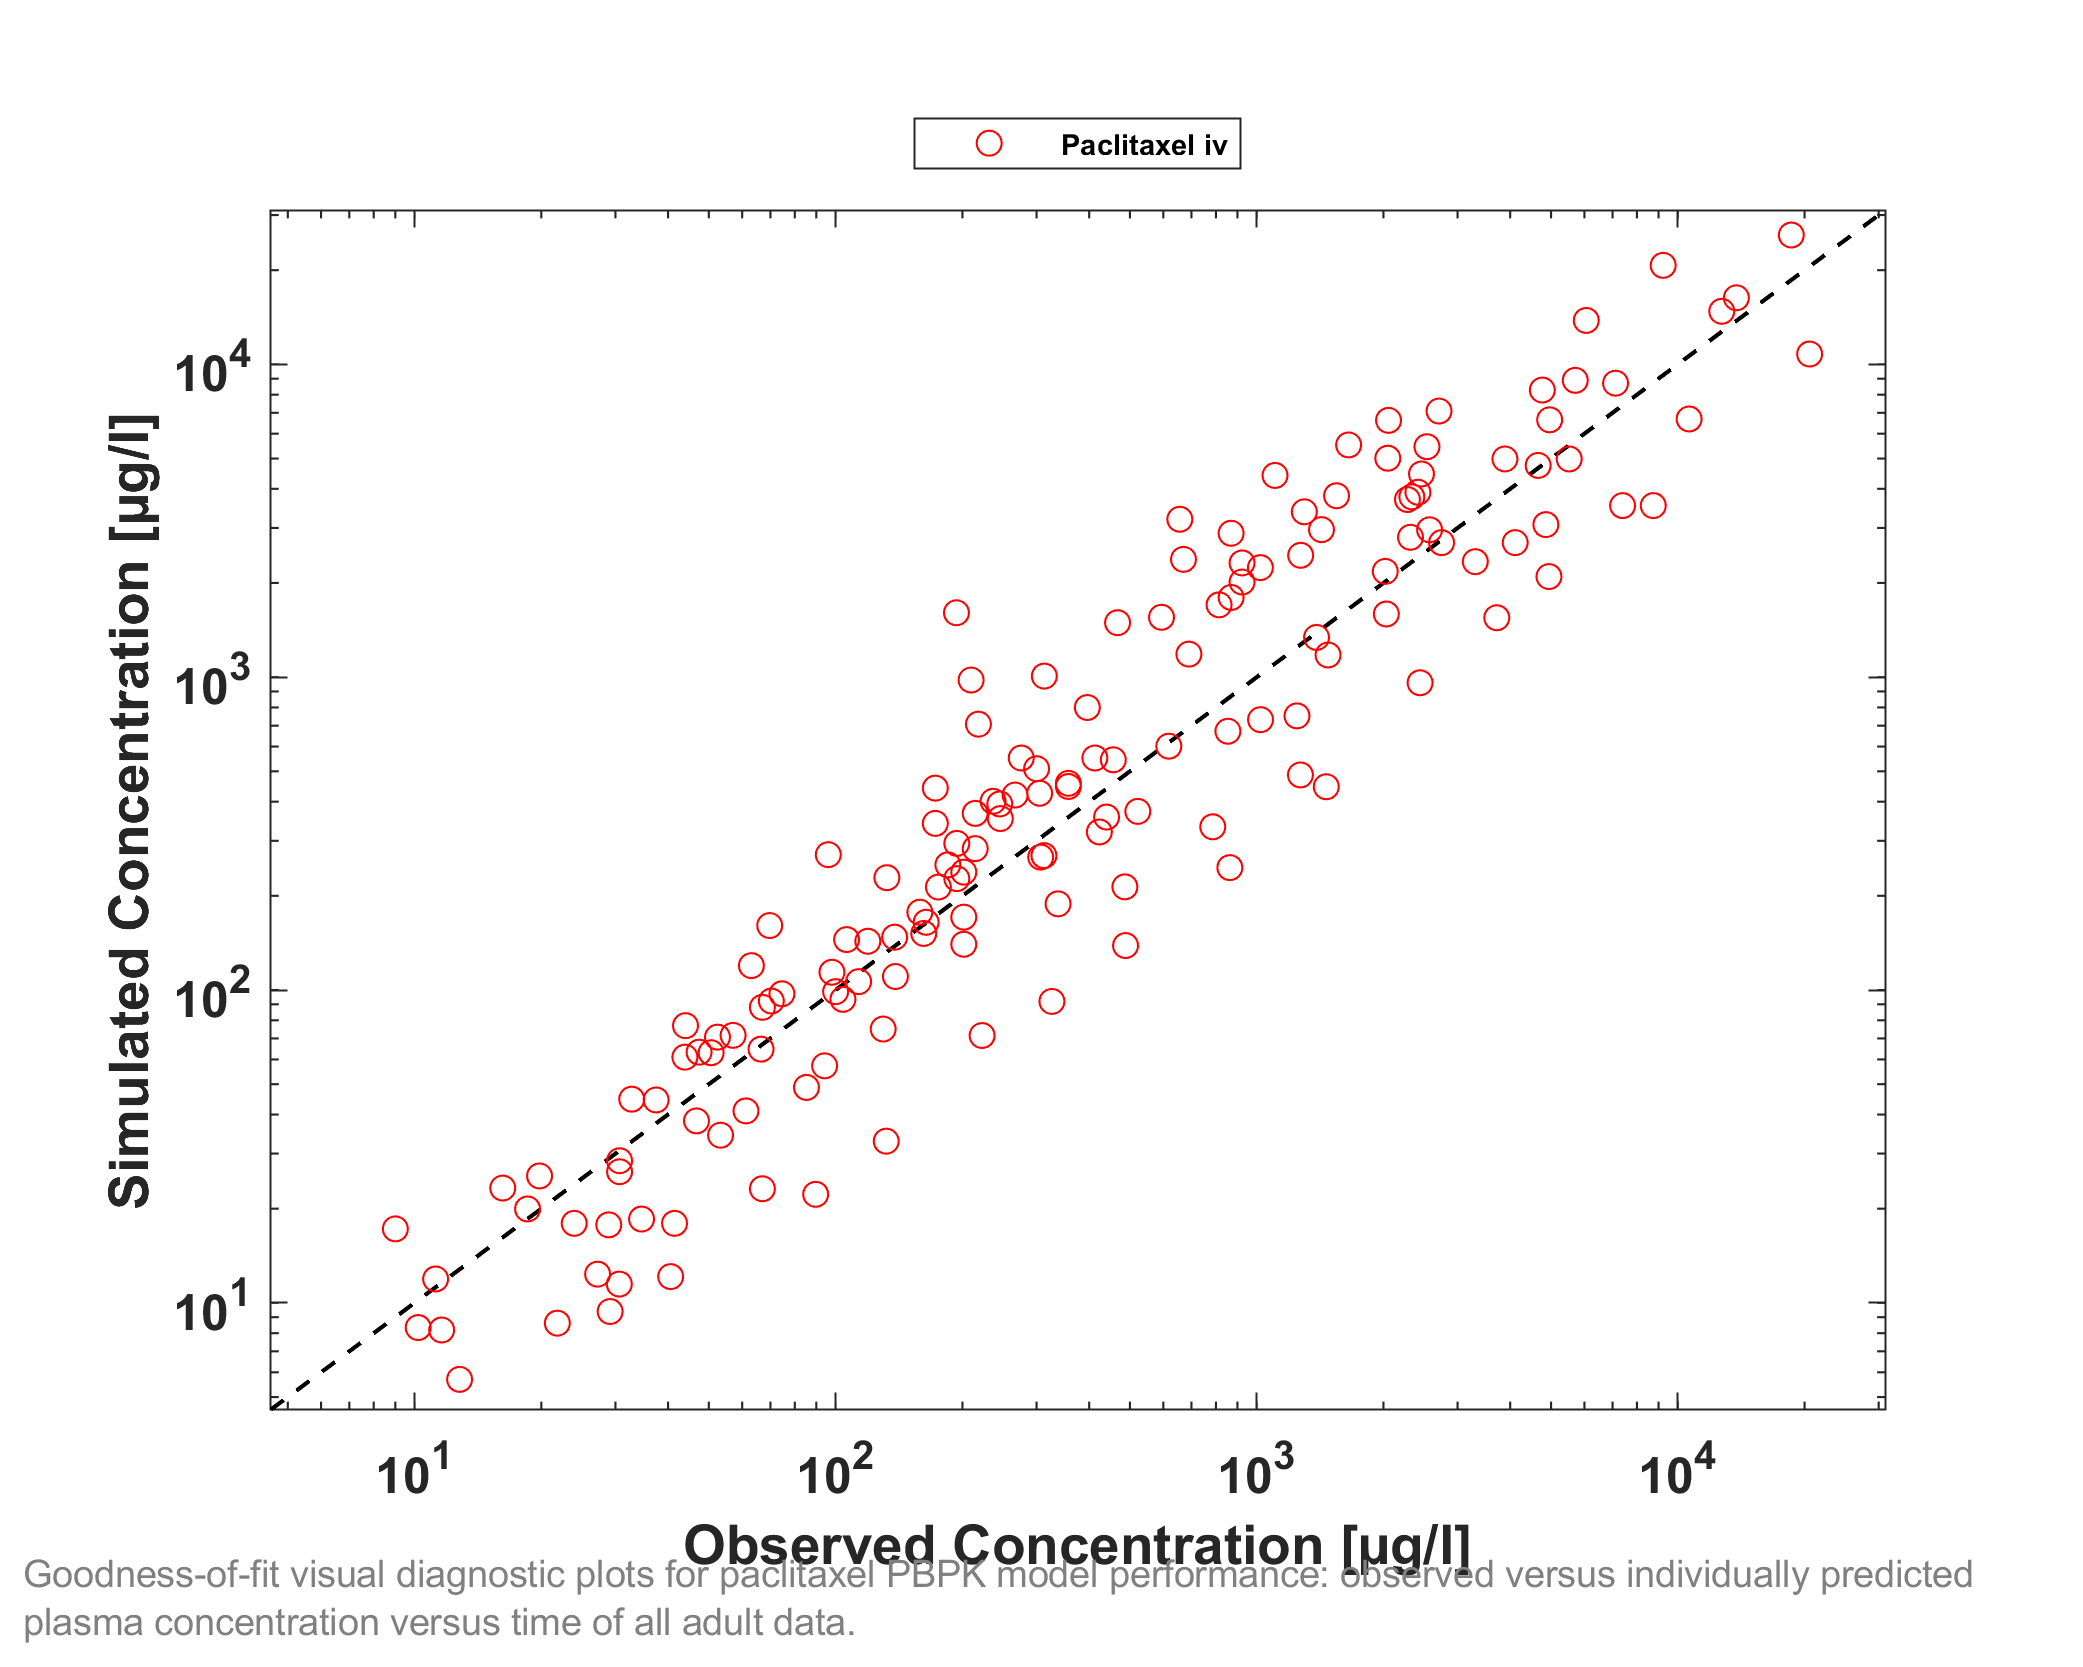 Paclitaxel iv
Simulated Concentration [µg/l]
10^4
10^3
10^2
10^1
10^1 10^2 10^3 10^4
Observed Concentration [µg/l]
Goodness-of-fit visual diagnostic plots for paclitaxel PBPK model performance: observed versus individually predicted
plasma concentration versus time of all adult data.